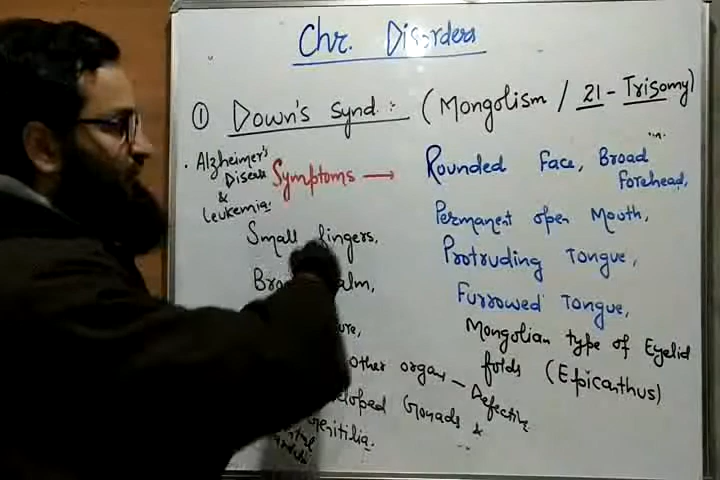 Chr. Disorders
① Down's Synd :- (Mongolism / 21 - Trisomy)
• Alzheimer's
Disease
&
Leukemia.
Symptoms → Rounded Face, Broad
Forehead,
Permanent open Mouth,
Protruding Tongue,
Furrowed Tongue,
Mongolian type of Eyelid
folds (Epicanthus)
Small fingers,
other organ - Defective
Gonads &
Genitilia.